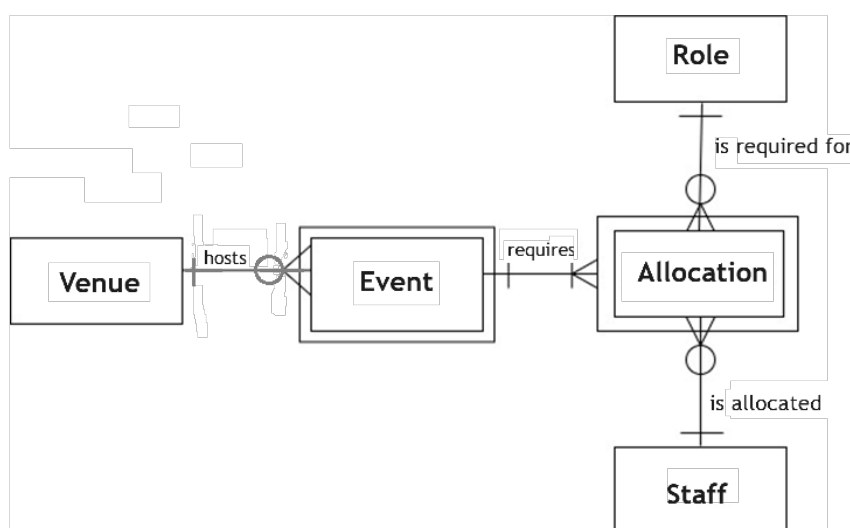 Role
is required for
hosts
requires
Venue
Event
Allocation
is allocated
Staff